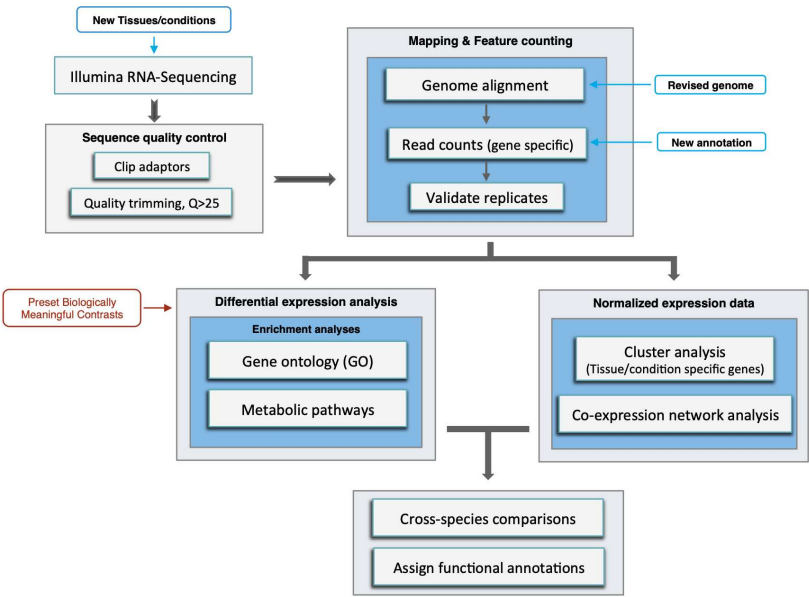 New Tissues/conditions
Illumina RNA-Sequencing
Sequence quality control
Clip adaptors
Quality trimming, Q>25
Mapping & Feature counting
Genome alignment
Revised genome
Read counts (gene specific)
New annotation
Validate replicates
Preset Biologically
Meaningful Contrasts
Differential expression analysis
Enrichment analyses
Gene ontology (GO)
Metabolic pathways
Normalized expression data
Cluster analysis
(Tissue/condition specific genes)
Co-expression network analysis
Cross-species comparisons
Assign functional annotations